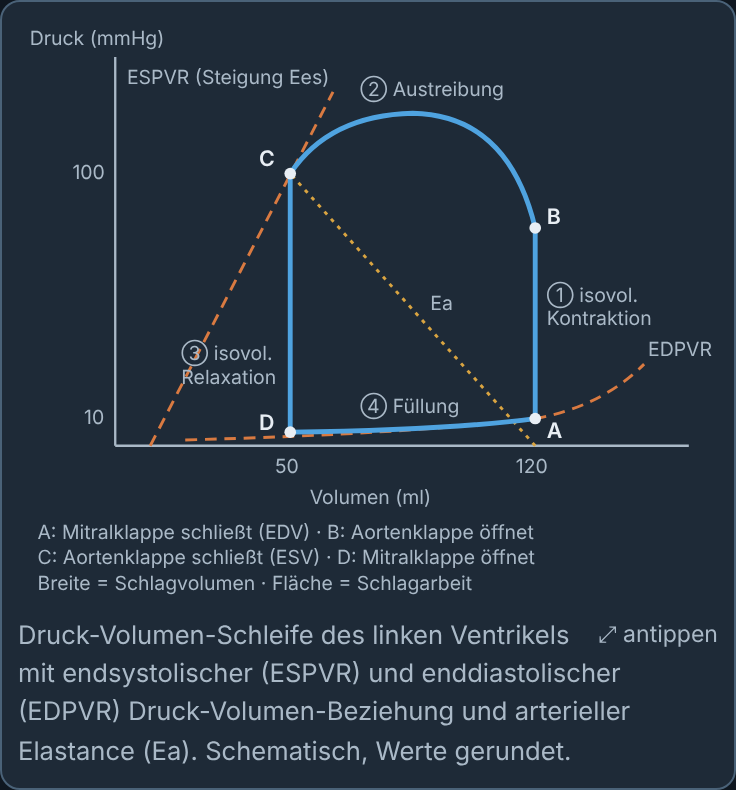 Druck (mmHg)
ESPVR (Steigung Ees)
② Austreibung
C
100
B
① isovol.
Kontraktion
Ea
EDPVR
③ isovol.
Relaxation
④ Füllung
10
D
A
50
120
Volumen (ml)
A: Mitralklappe schließt (EDV) · B: Aortenklappe öffnet
C: Aortenklappe schließt (ESV) · D: Mitralklappe öffnet
Breite = Schlagvolumen · Fläche = Schlagarbeit
Druck-Volumen-Schleife des linken Ventrikels
⤢ antippen
mit endsystolischer (ESPVR) und enddiastolischer
(EDPVR) Druck-Volumen-Beziehung und arterieller
Elastance (Ea). Schematisch, Werte gerundet.